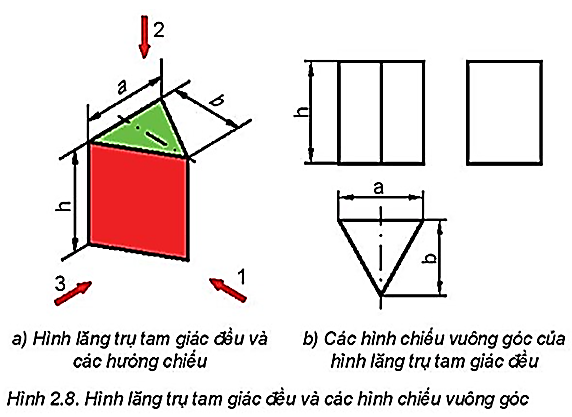 2
a
b
h
3
1
h
a
b
a) Hình lăng trụ tam giác đều và
các hướng chiếu
b) Các hình chiếu vuông góc của
hình lăng trụ tam giác đều
Hình 2.8. Hình lăng trụ tam giác đều và các hình chiếu vuông góc